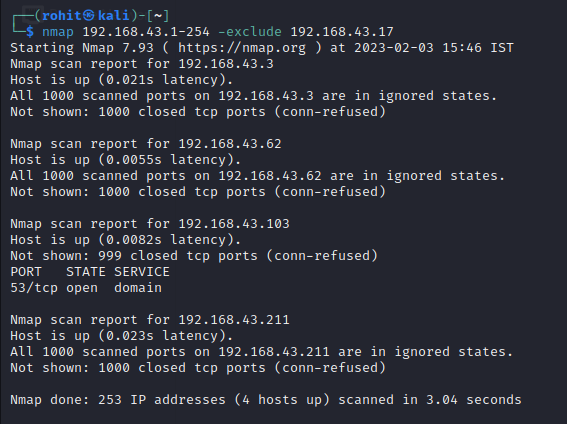 ┌──(rohit㉿kali)-[~]
└─$ nmap 192.168.43.1-254 -exclude 192.168.43.17
Starting Nmap 7.93 ( https://nmap.org ) at 2023-02-03 15:46 IST
Nmap scan report for 192.168.43.3
Host is up (0.021s latency).
All 1000 scanned ports on 192.168.43.3 are in ignored states.
Not shown: 1000 closed tcp ports (conn-refused)

Nmap scan report for 192.168.43.62
Host is up (0.0055s latency).
All 1000 scanned ports on 192.168.43.62 are in ignored states.
Not shown: 1000 closed tcp ports (conn-refused)

Nmap scan report for 192.168.43.103
Host is up (0.0082s latency).
Not shown: 999 closed tcp ports (conn-refused)
PORT   STATE SERVICE
53/tcp open  domain

Nmap scan report for 192.168.43.211
Host is up (0.023s latency).
All 1000 scanned ports on 192.168.43.211 are in ignored states.
Not shown: 1000 closed tcp ports (conn-refused)

Nmap done: 253 IP addresses (4 hosts up) scanned in 3.04 seconds